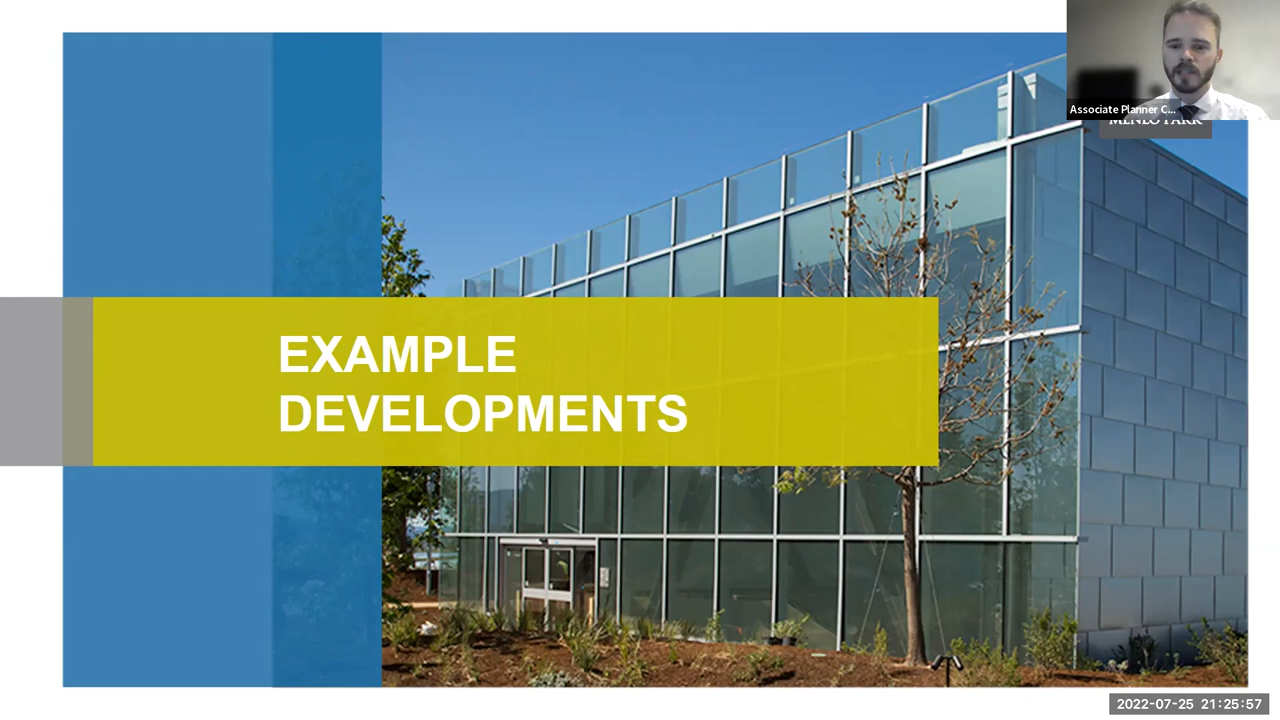 Associate Planner C...
MENLO PARK
EXAMPLE
DEVELOPMENTS
2022-07-25 21:25:57